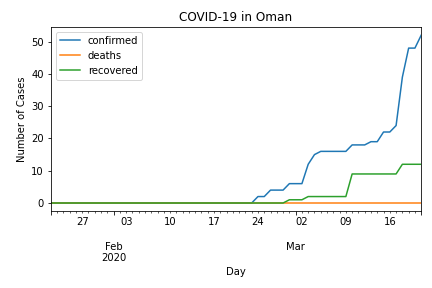 COVID-19 in Oman
confirmed
deaths
recovered
Number of Cases
50
40
30
20
10
0
27 03 10 17 24 02 09 16
Feb Mar
2020
Day